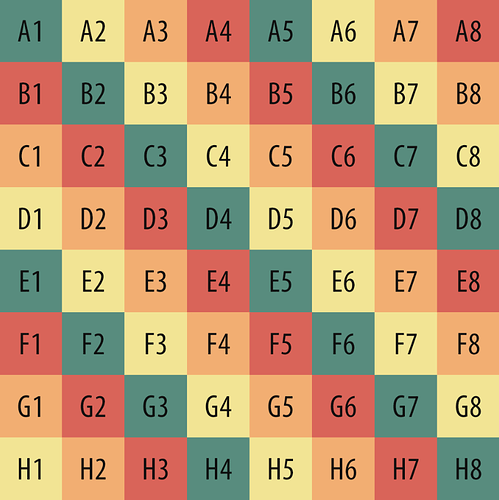 A1 A2 A3 A4 A5 A6 A7 A8
B1 B2 B3 B4 B5 B6 B7 B8
C1 C2 C3 C4 C5 C6 C7 C8
D1 D2 D3 D4 D5 D6 D7 D8
E1 E2 E3 E4 E5 E6 E7 E8
F1 F2 F3 F4 F5 F6 F7 F8
G1 G2 G3 G4 G5 G6 G7 G8
H1 H2 H3 H4 H5 H6 H7 H8